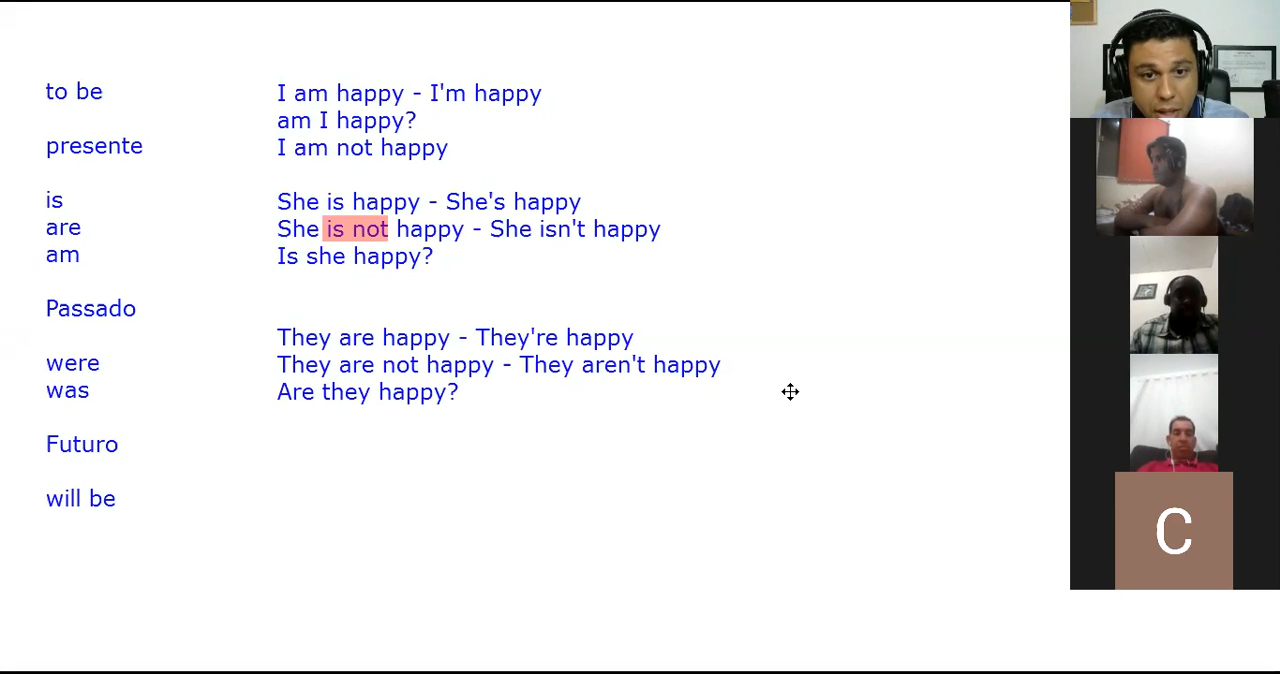 to be
presente
is
are
am
Passado
were
was
Futuro
will be
I am happy - I'm happy
am I happy?
I am not happy
She is happy - She's happy
She is not happy - She isn't happy
Is she happy?
They are happy - They're happy
They are not happy - They aren't happy
Are they happy?
C